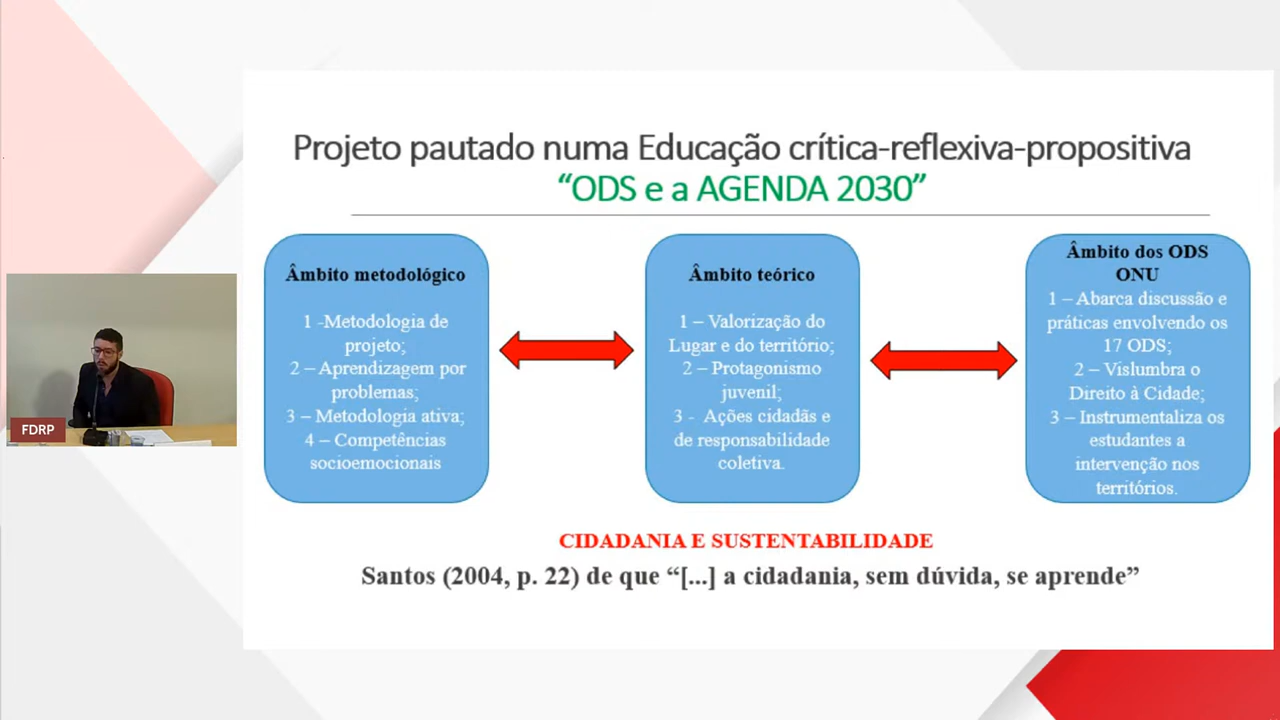 Projeto pautado numa Educação crítica-reflexiva-propositiva
“ODS e a AGENDA 2030”
Âmbito metodológico
1 -Metodologia de
projeto;
2 – Aprendizagem por
problemas;
3 – Metodologia ativa;
4 – Competências
socioemocionais
Âmbito teórico
1 – Valorização do
Lugar e do território;
2 – Protagonismo
juvenil;
3 - Ações cidadãs e
de responsabilidade
coletiva.
Âmbito dos ODS
ONU
1 – Abarca discussão e
práticas envolvendo os
17 ODS;
2 – Vislumbra o
Direito à Cidade;
3 – Instrumentaliza os
estudantes a
intervenção nos
territórios.
FDRP
CIDADANIA E SUSTENTABILIDADE
Santos (2004, p. 22) de que “[...] a cidadania, sem dúvida, se aprende”